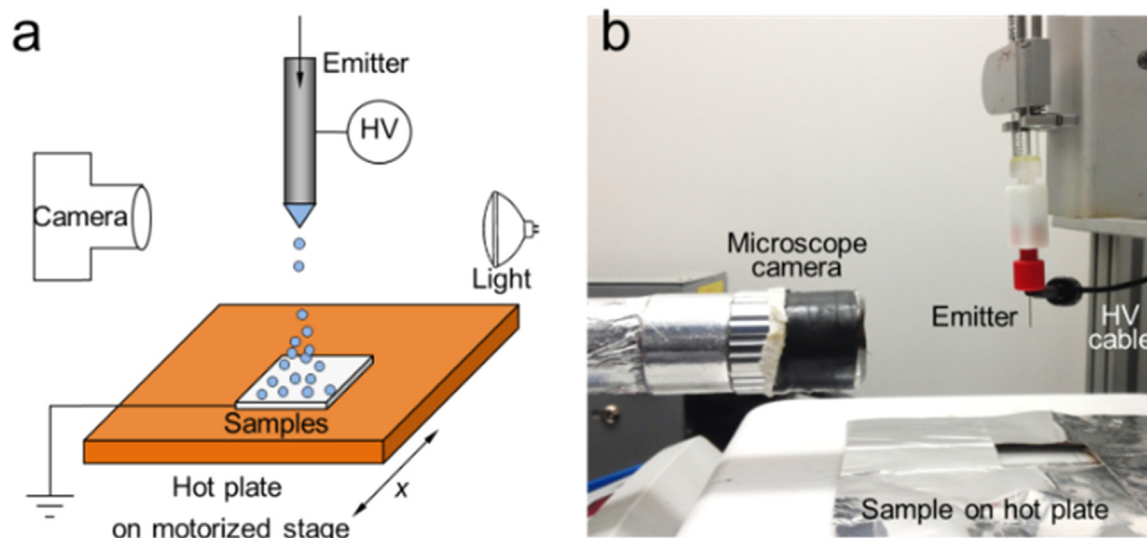 a
Emitter
HV
Camera
Light
Samples
Hot plate
on motorized stage
x
b
Microscope
camera
Emitter
HV
cable
Sample on hot plate